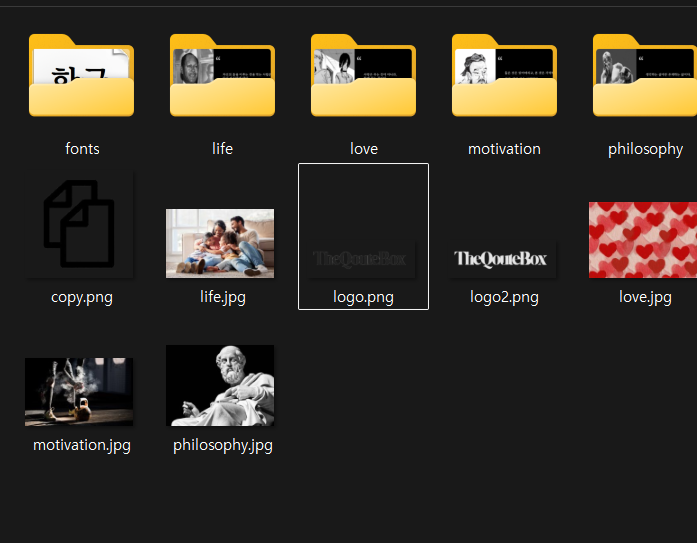 한글
fonts
life
love
motivation
philosophy
copy.png
life.jpg
TheQouteBox
logo.png
TheQouteBox
logo2.png
love.jpg
motivation.jpg
philosophy.jpg